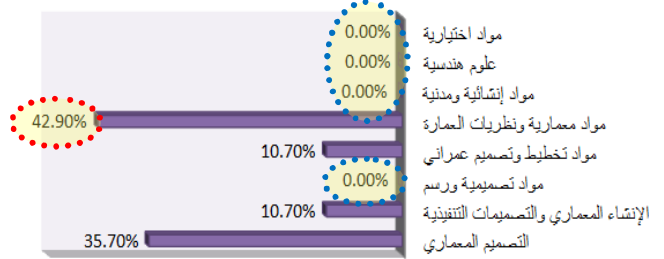 مواد اختيارية 0.00%
علوم هندسية 0.00%
مواد إنشائية ومدنية 0.00%
مواد معمارية ونظريات العمارة 42.90%
مواد تخطيط وتصميم عمراني 10.70%
مواد تصميمية ورسم 0.00%
الإنشاء المعماري والتصميمات التنفيذية 10.70%
التصميم المعماري 35.70%